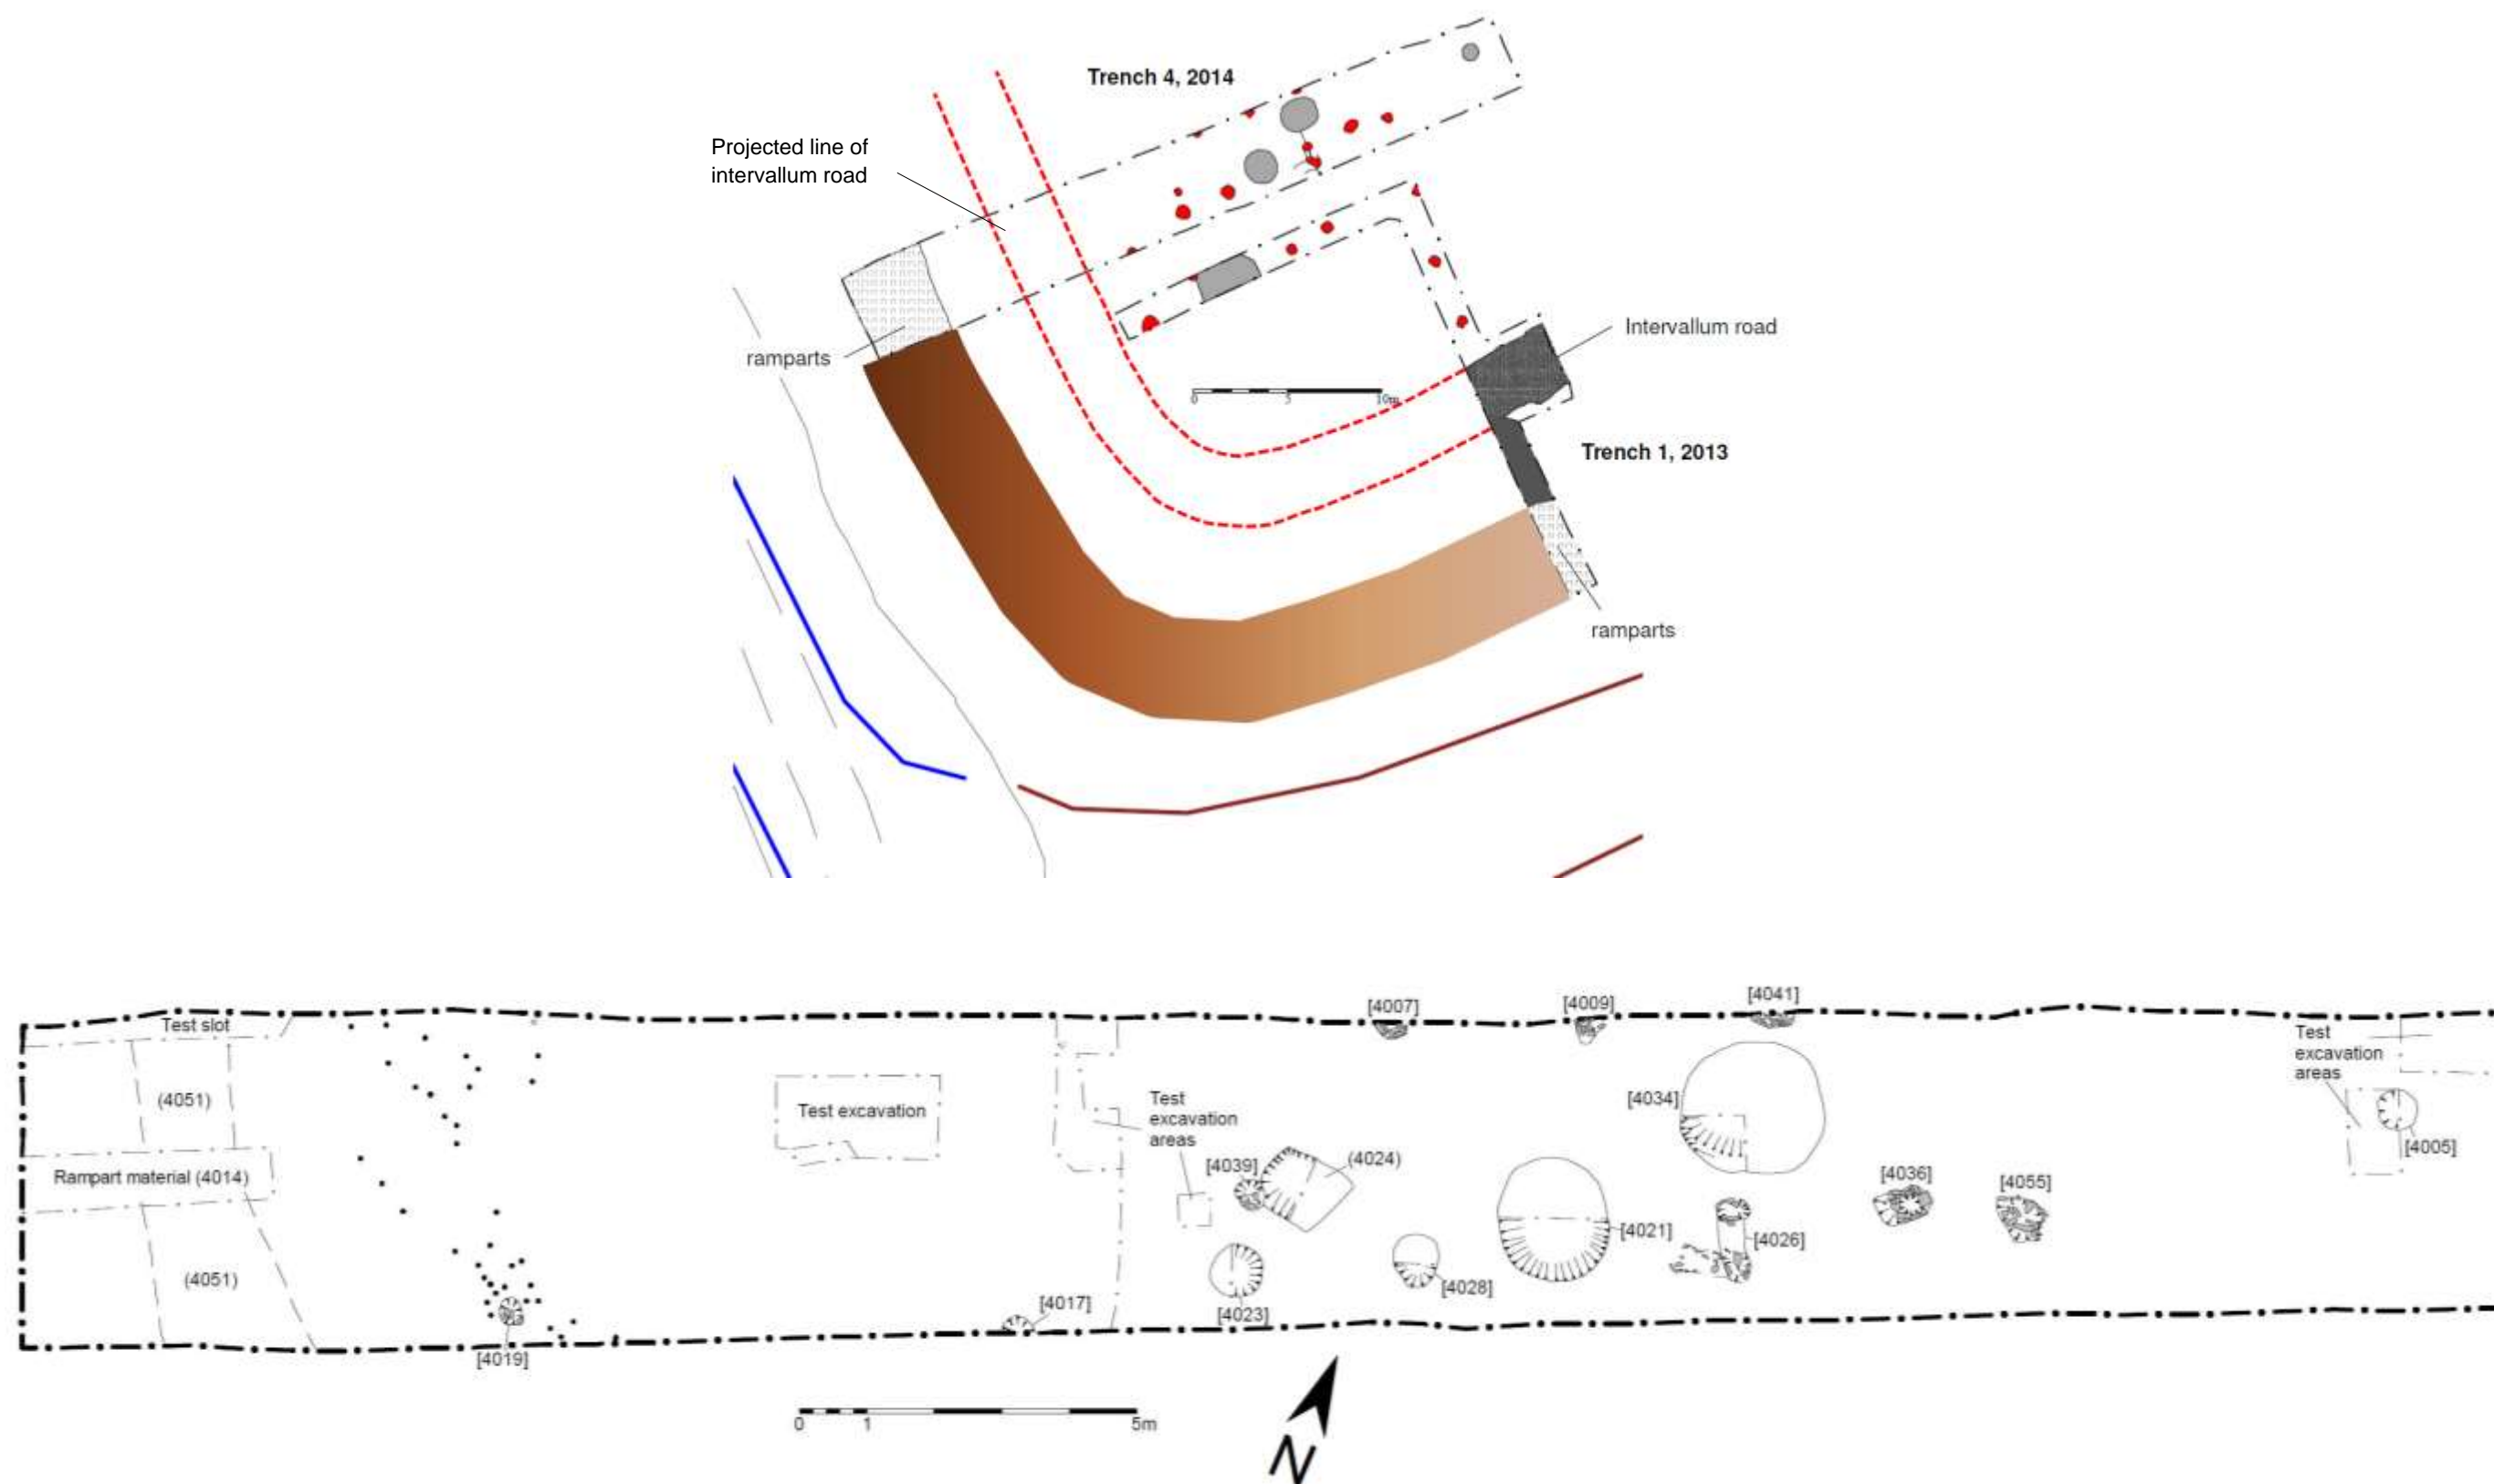 Trench 4, 2014
Projected line of
intervallum road
ramparts
Intervallum road
0 5 10m
Trench 1, 2013
ramparts
[4007]
[4009]
[4041]
Test slot
Test
excavation
areas
(4051)
Test excavation
Test
excavation
areas
[4034]
[4005]
[4039]
(4024)
Rampart material (4014)
[4036]
[4055]
[4021]
[4026]
(4051)
[4028]
[4017]
[4023]
[4019]
0 1 5m
N